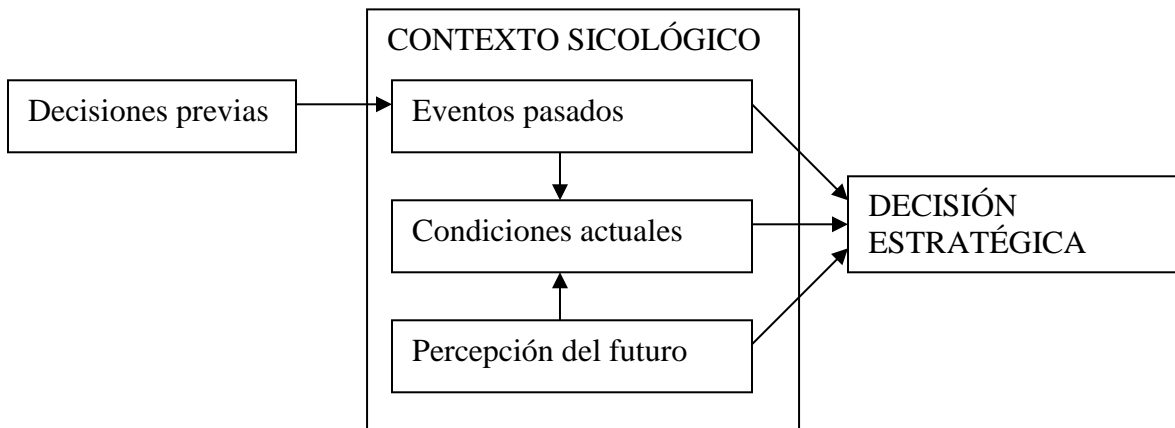 CONTEXTO SICOLÓGICO
Decisiones previas
Eventos pasados
Condiciones actuales
Percepción del futuro
DECISIÓN
ESTRATÉGICA